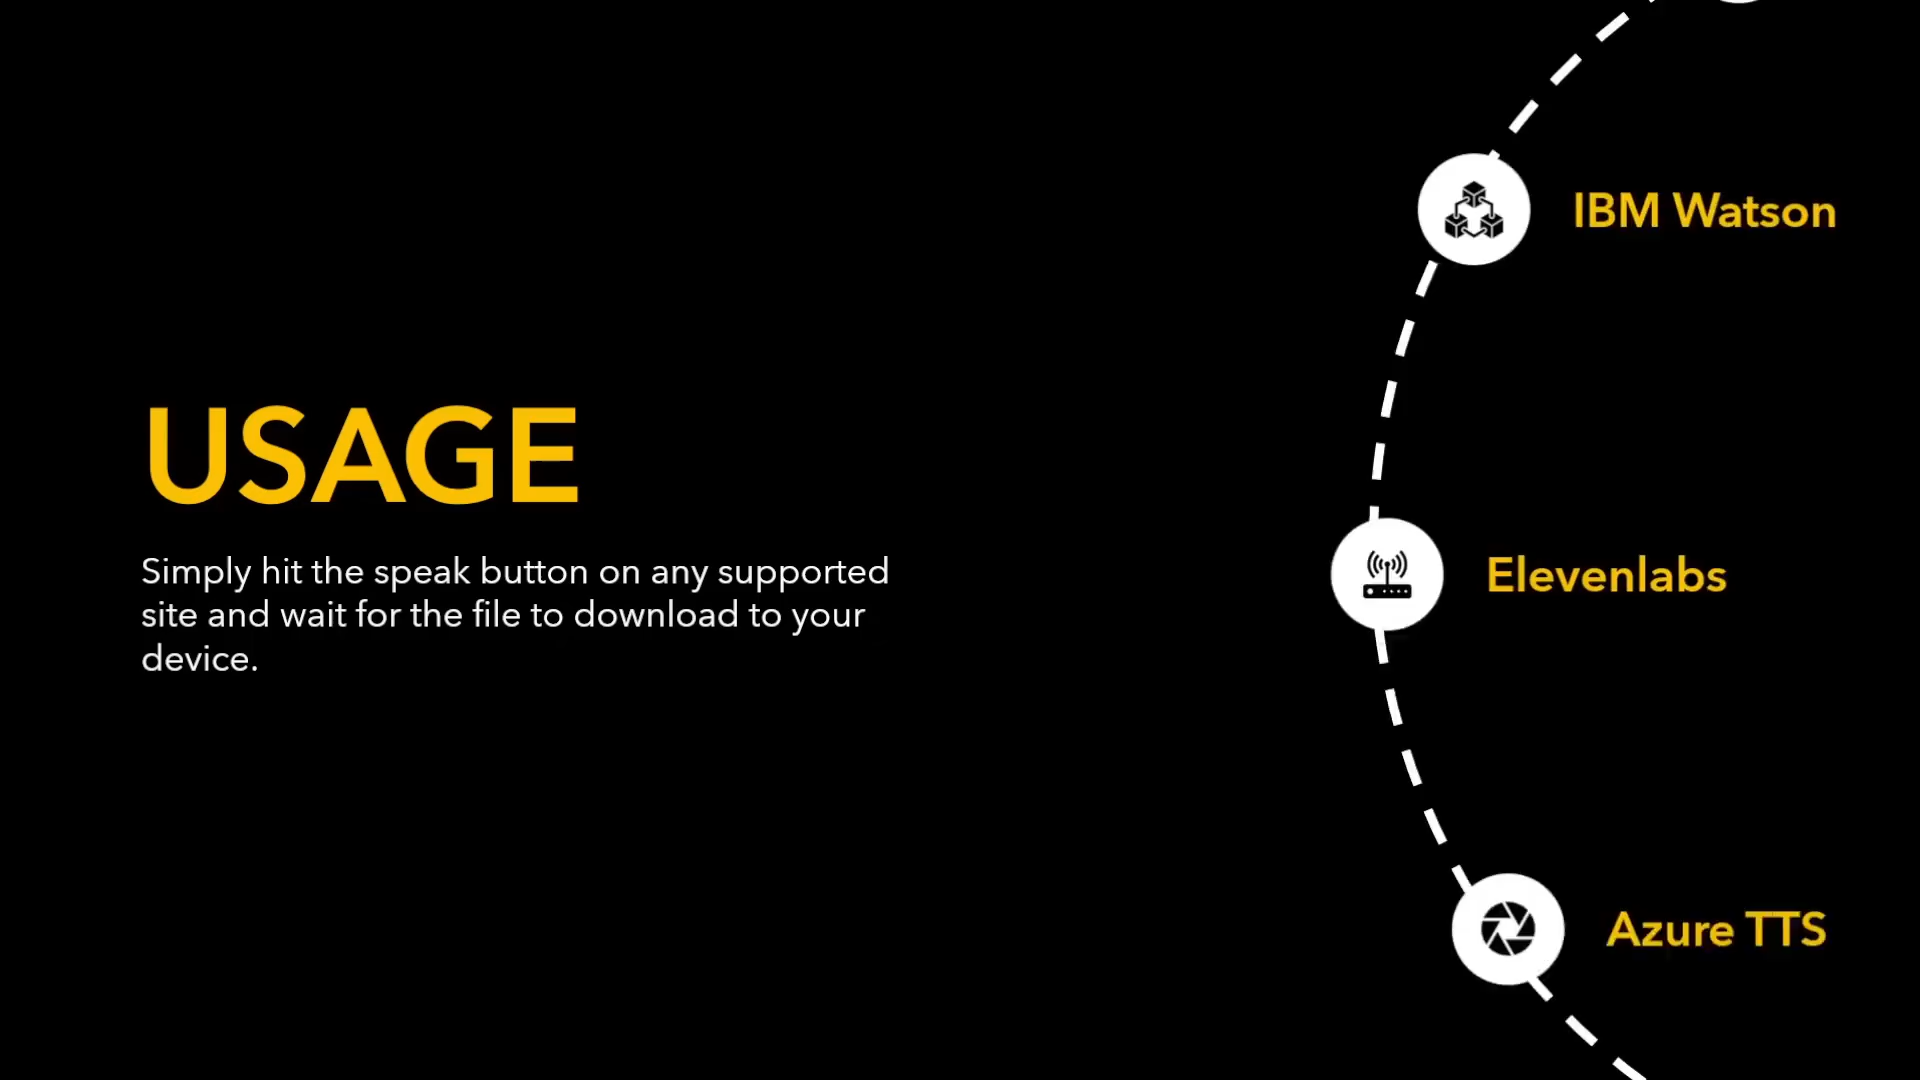 USAGE
Simply hit the speak button on any supported
site and wait for the file to download to your
device.
IBM Watson
Elevenlabs
Azure TTS